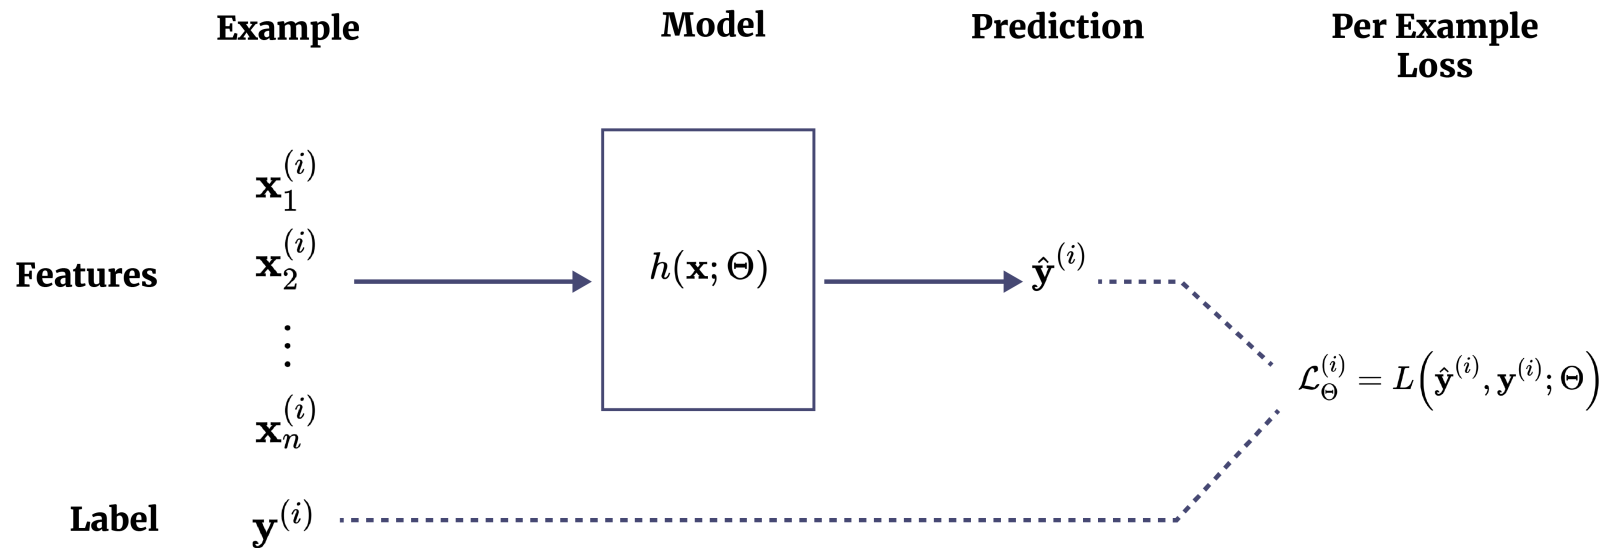 Example
Model
Prediction
Per Example
Loss
Features
x₁⁽ⁱ⁾
x₂⁽ⁱ⁾
⋮
xₙ⁽ⁱ⁾
h(x; Θ)
ŷ⁽ⁱ⁾
ℒ_Θ⁽ⁱ⁾ = L(ŷ⁽ⁱ⁾, y⁽ⁱ⁾; Θ)
Label
y⁽ⁱ⁾